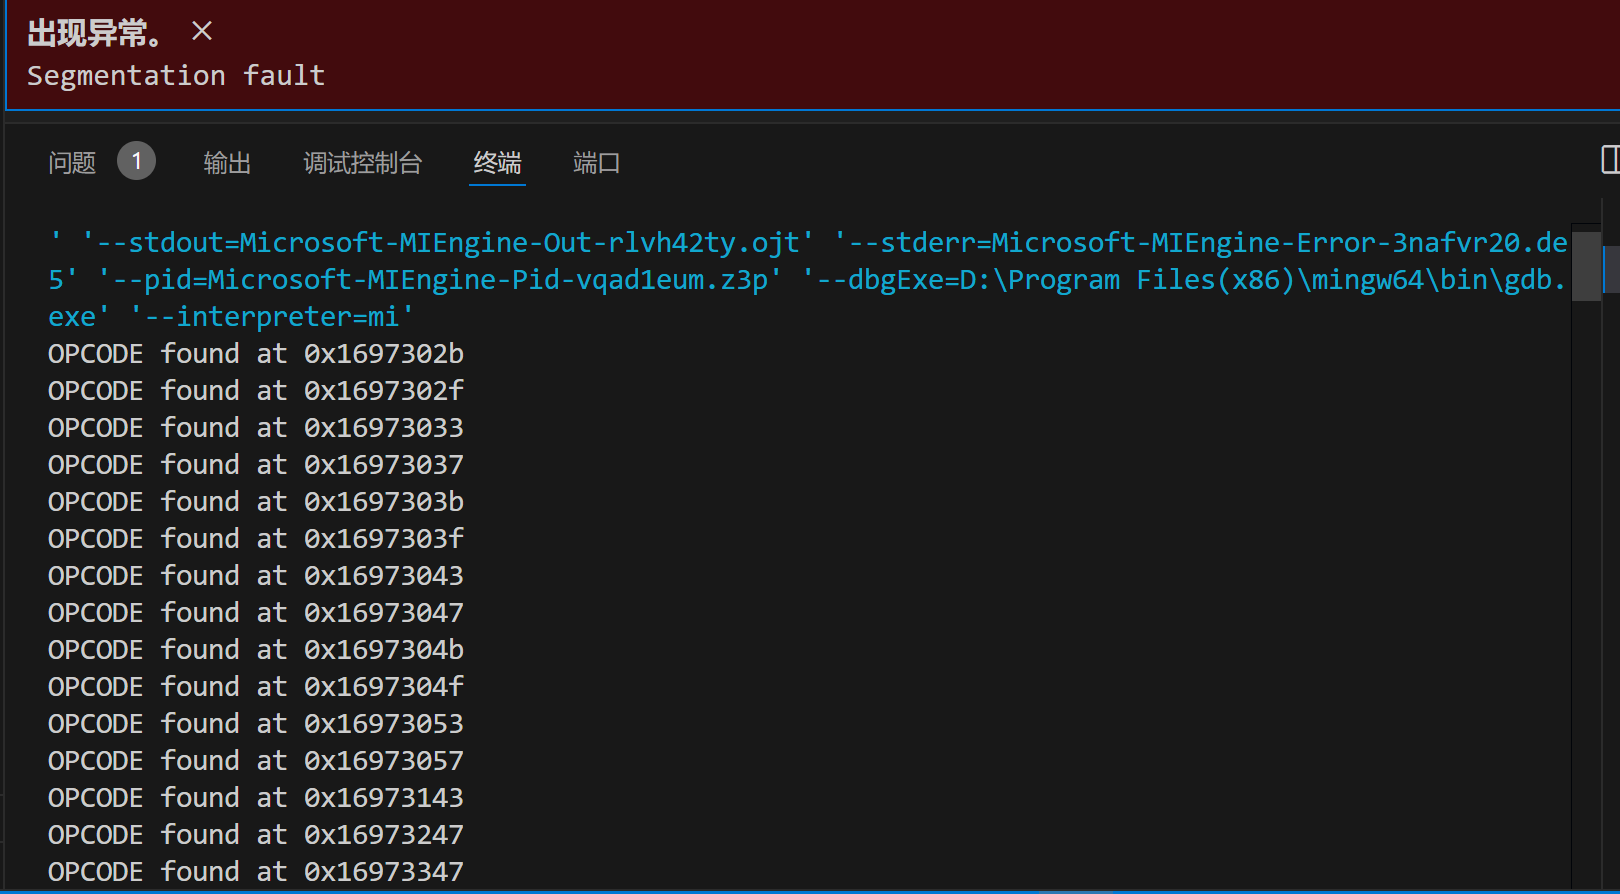 出现异常。 ×
Segmentation fault
问题 1 输出 调试控制台 终端 端口
' '--stdout=Microsoft-MIEngine-Out-rlvh42ty.ojt' '--stderr=Microsoft-MIEngine-Error-3nafvr20.de
5' '--pid=Microsoft-MIEngine-Pid-vqad1eum.z3p' '--dbgExe=D:\Program Files(x86)\mingw64\bin\gdb.
exe' '--interpreter=mi'
OPCODE found at 0x1697302b
OPCODE found at 0x1697302f
OPCODE found at 0x16973033
OPCODE found at 0x16973037
OPCODE found at 0x1697303b
OPCODE found at 0x1697303f
OPCODE found at 0x16973043
OPCODE found at 0x16973047
OPCODE found at 0x1697304b
OPCODE found at 0x1697304f
OPCODE found at 0x16973053
OPCODE found at 0x16973057
OPCODE found at 0x16973143
OPCODE found at 0x16973247
OPCODE found at 0x16973347